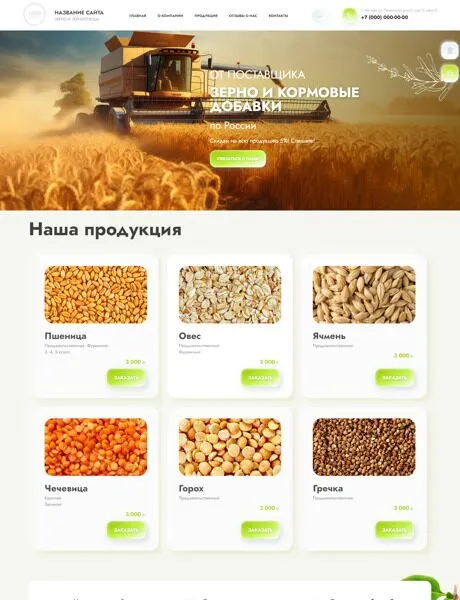 НАЗВАНИЕ САЙТА
ГЛАВНАЯ О КОМПАНИИ ПРОДУКЦИЯ ОТЗЫВЫ О НАС КОНТАКТЫ
+7 (000) 000-00-00
ОТ ПОСТАВЩИКА
ЗЕРНО И КОРМОВЫЕ
ДОБАВКИ
по России
Скидки на всю продукцию 5%! Спешите!
СВЯЗАТЬСЯ С НАМИ
Наша продукция
Пшеница
Продовольственная, Фуражная
3, 4, 5 класс
3 000
ЗАКАЗАТЬ
Овес
Продовольственный
Фуражный
2 000
ЗАКАЗАТЬ
Ячмень
Продовольственный
3 000
ЗАКАЗАТЬ
Чечевица
Красная
Зеленая
3 000
ЗАКАЗАТЬ
Горох
Продовольственный
2 000
ЗАКАЗАТЬ
Гречка
Продовольственная
3 000
ЗАКАЗАТЬ